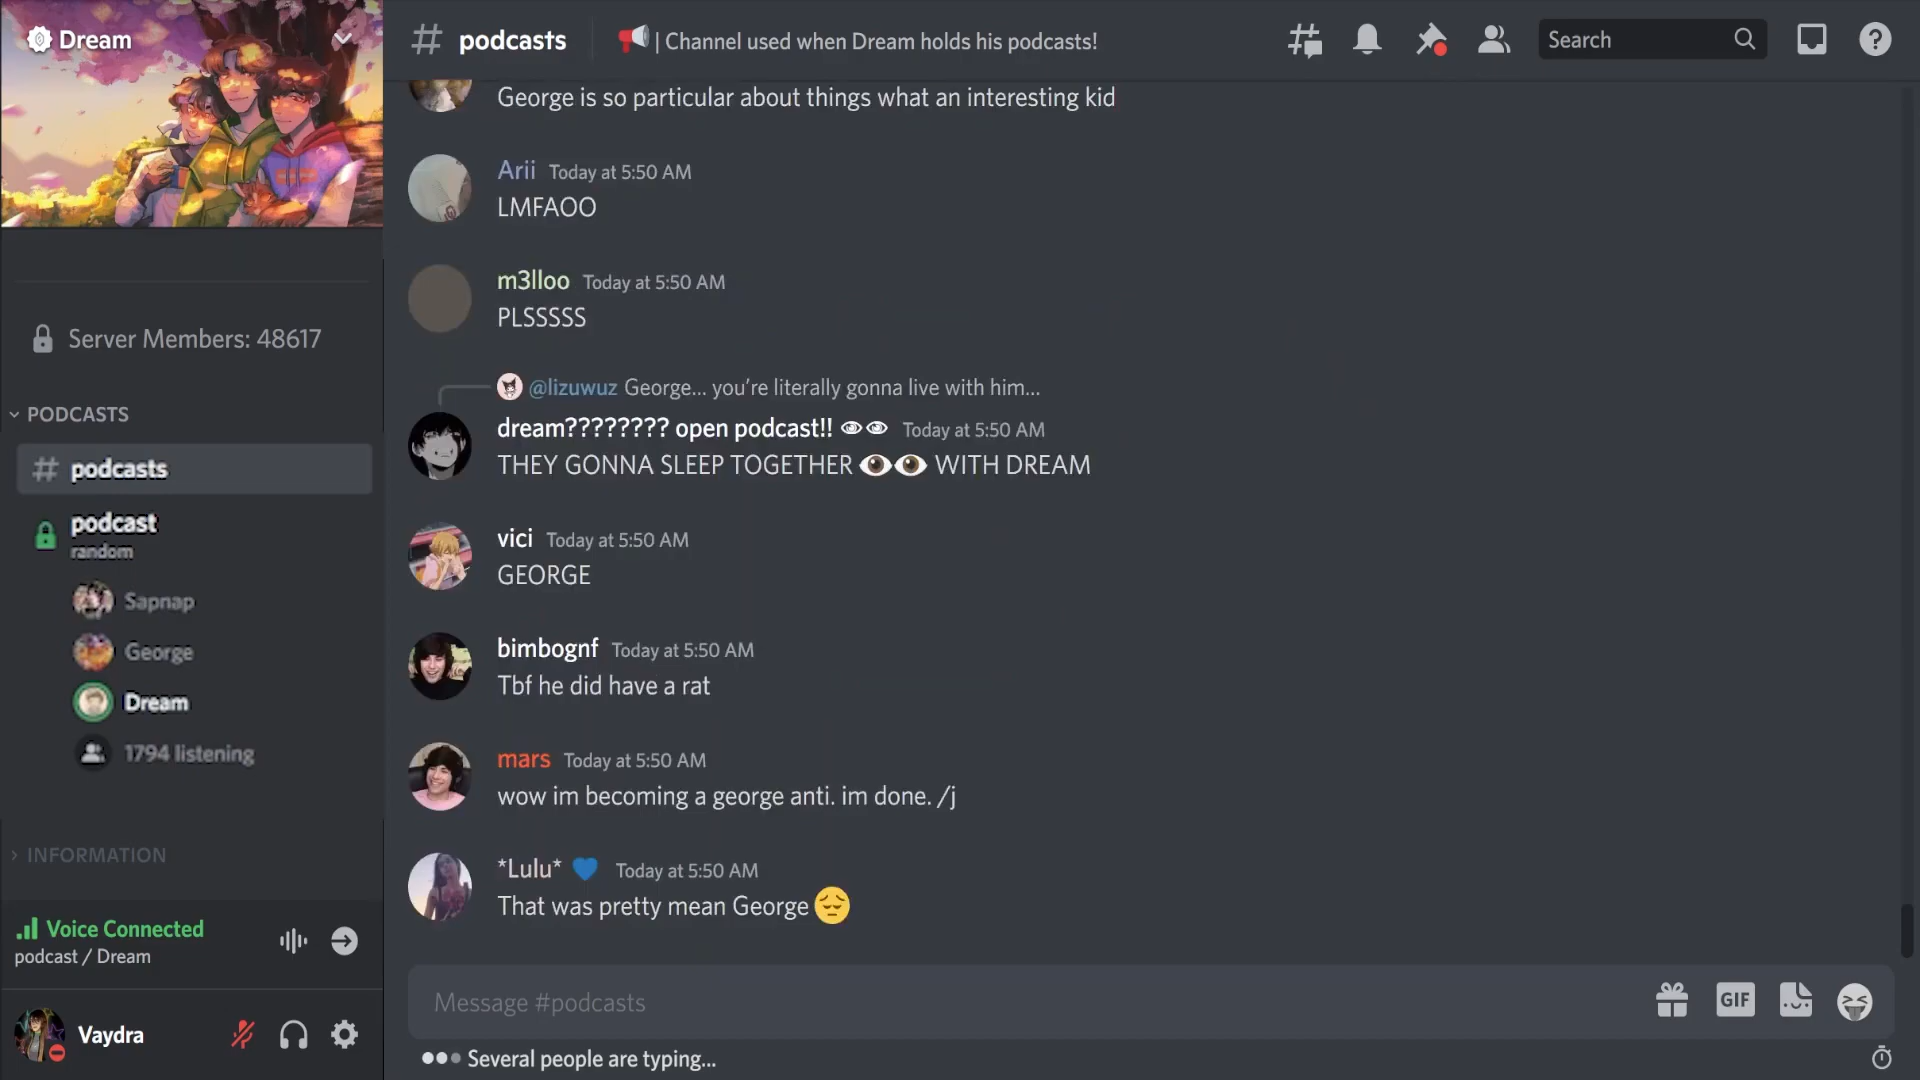 Dream
Server Members: 48617
PODCASTS
podcasts
podcast
random
Sapnap
George
Dream
1794 listening
INFORMATION
Voice Connected
podcast / Dream
Vaydra
podcasts
| Channel used when Dream holds his podcasts!
Search
George is so particular about things what an interesting kid
Arii Today at 5:50 AM
LMFAOO
m3lloo Today at 5:50 AM
PLSSSSS
@lizuwuz George... you're literally gonna live with him...
dream???????? open podcast!! 👁👁 Today at 5:50 AM
THEY GONNA SLEEP TOGETHER 👁👁 WITH DREAM
vici Today at 5:50 AM
GEORGE
bimbognf Today at 5:50 AM
Tbf he did have a rat
mars Today at 5:50 AM
wow im becoming a george anti. im done. /j
*Lulu* 💙 Today at 5:50 AM
That was pretty mean George 😔
Message #podcasts
GIF
Several people are typing...